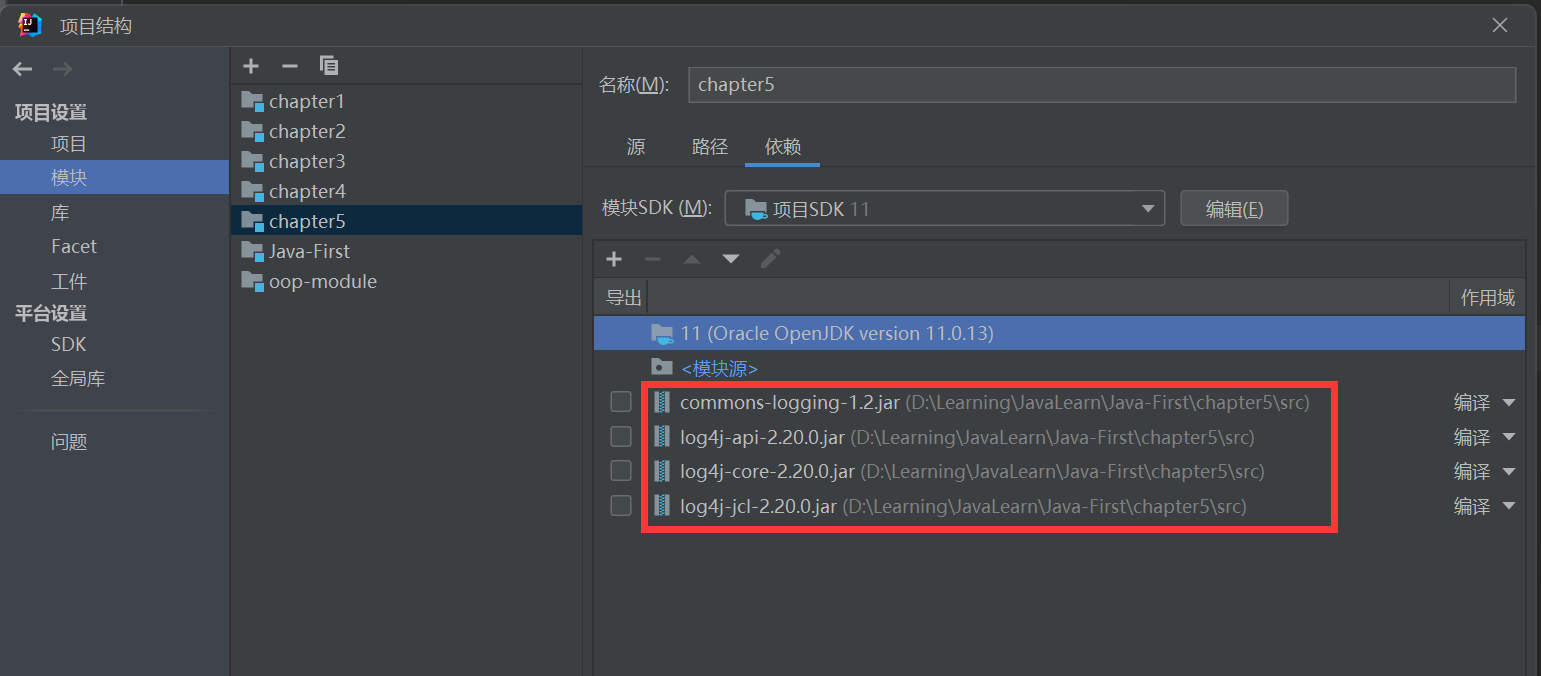 项目结构
项目设置
项目
模块
库
Facet
工件
平台设置
SDK
全局库
问题
chapter1
chapter2
chapter3
chapter4
chapter5
Java-First
oop-module
名称(M):
chapter5
源
路径
依赖
模块SDK (M):
项目SDK 11
编辑(E)
导出
作用域
11 (Oracle OpenJDK version 11.0.13)
<模块源>
commons-logging-1.2.jar (D:\Learning\JavaLearn\Java-First\chapter5\src) 编译
log4j-api-2.20.0.jar (D:\Learning\JavaLearn\Java-First\chapter5\src) 编译
log4j-core-2.20.0.jar (D:\Learning\JavaLearn\Java-First\chapter5\src) 编译
log4j-jcl-2.20.0.jar (D:\Learning\JavaLearn\Java-First\chapter5\src) 编译